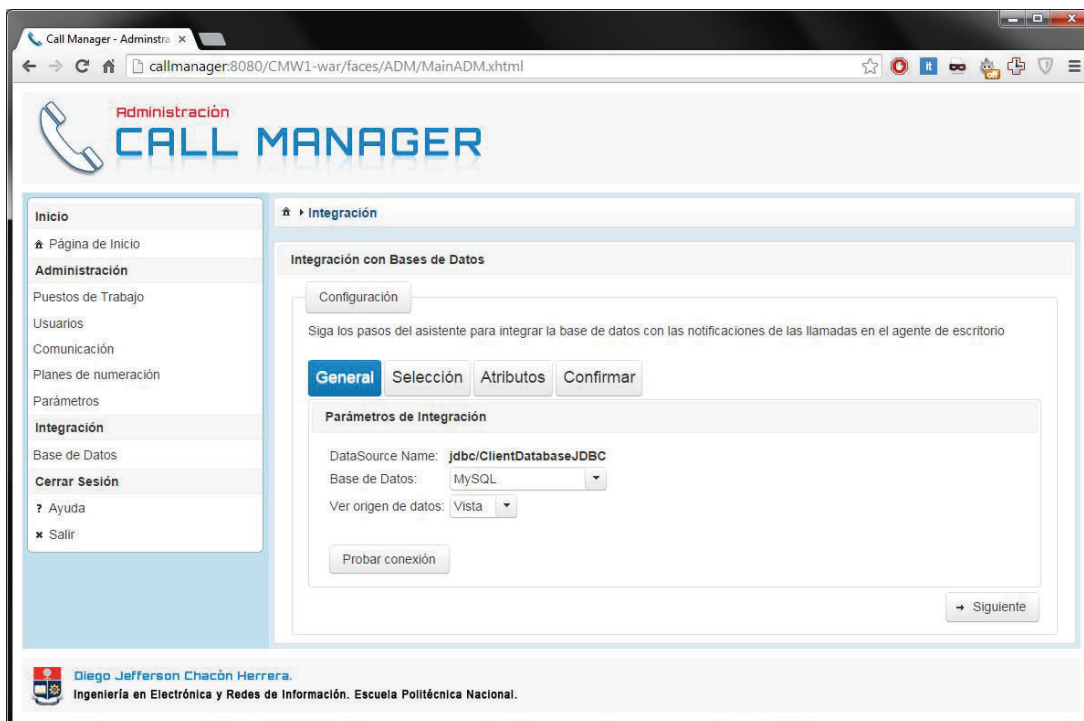 Call Manager - Adminstra
callmanager:8080/CMW1-war/faces/ADM/MainADM.xhtml
Administración
CALL MANAGER
Inicio
Página de Inicio
Administración
Puestos de Trabajo
Usuarios
Comunicación
Planes de numeración
Parámetros
Integración
Base de Datos
Cerrar Sesión
? Ayuda
Salir
Integración
Integración con Bases de Datos
Configuración
Siga los pasos del asistente para integrar la base de datos con las notificaciones de las llamadas en el agente de escritorio
General Selección Atributos Confirmar
Parámetros de Integración
DataSource Name: jdbc/ClientDatabaseJDBC
Base de Datos: MySQL
Ver origen de datos: Vista
Probar conexión
Siguiente
Diego Jefferson Chacón Herrera.
Ingeniería en Electrónica y Redes de Información. Escuela Politécnica Nacional.